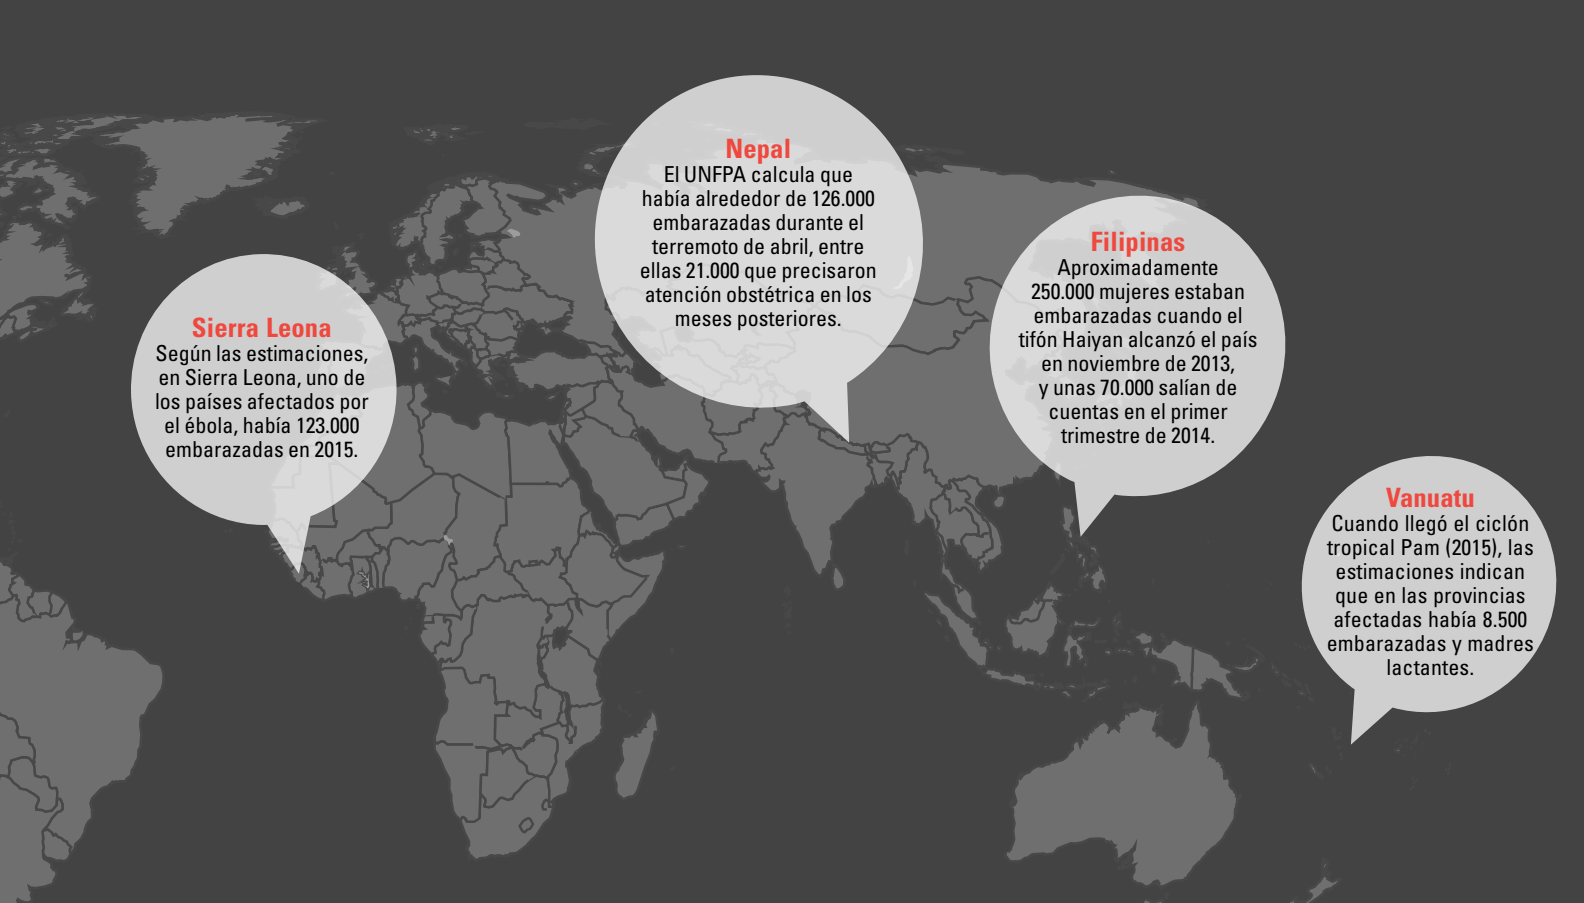 Nepal
El UNFPA calcula que
había alrededor de 126.000
embarazadas durante el
terremoto de abril, entre
ellas 21.000 que precisaron
atención obstétrica en los
meses posteriores.
Filipinas
Aproximadamente
250.000 mujeres estaban
embarazadas cuando el
tifón Haiyan alcanzó el país
en noviembre de 2013,
y unas 70.000 salían de
cuentas en el primer
trimestre de 2014.
Sierra Leona
Según las estimaciones,
en Sierra Leona, uno de
los países afectados por
el ébola, había 123.000
embarazadas en 2015.
Vanuatu
Cuando llegó el ciclón
tropical Pam (2015), las
estimaciones indican
que en las provincias
afectadas había 8.500
embarazadas y madres
lactantes.